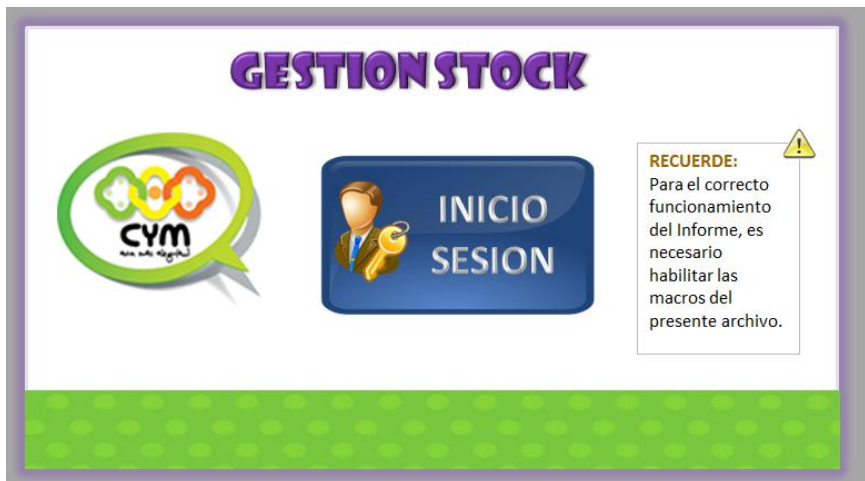 GESTION STOCK
CYM
INICIO
SESION
RECUERDE:
Para el correcto
funcionamiento
del Informe, es
necesario
habilitar las
macros del
presente archivo.